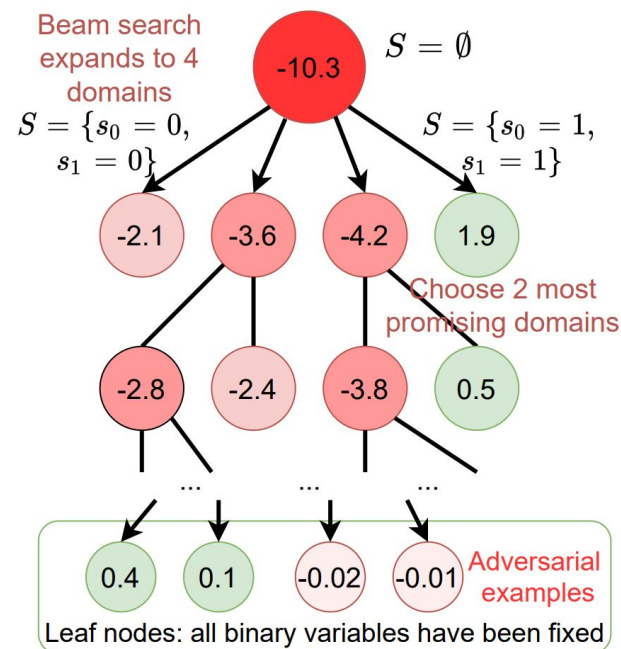 Beam search
expands to 4
domains
-10.3
S = ∅
S = {s₀ = 0,
s₁ = 0}
S = {s₀ = 1,
s₁ = 1}
-2.1
-3.6
-4.2
1.9
Choose 2 most
promising domains
-2.8
-2.4
-3.8
0.5
...
...
...
0.4
0.1
-0.02
-0.01
Adversarial
examples
Leaf nodes: all binary variables have been fixed